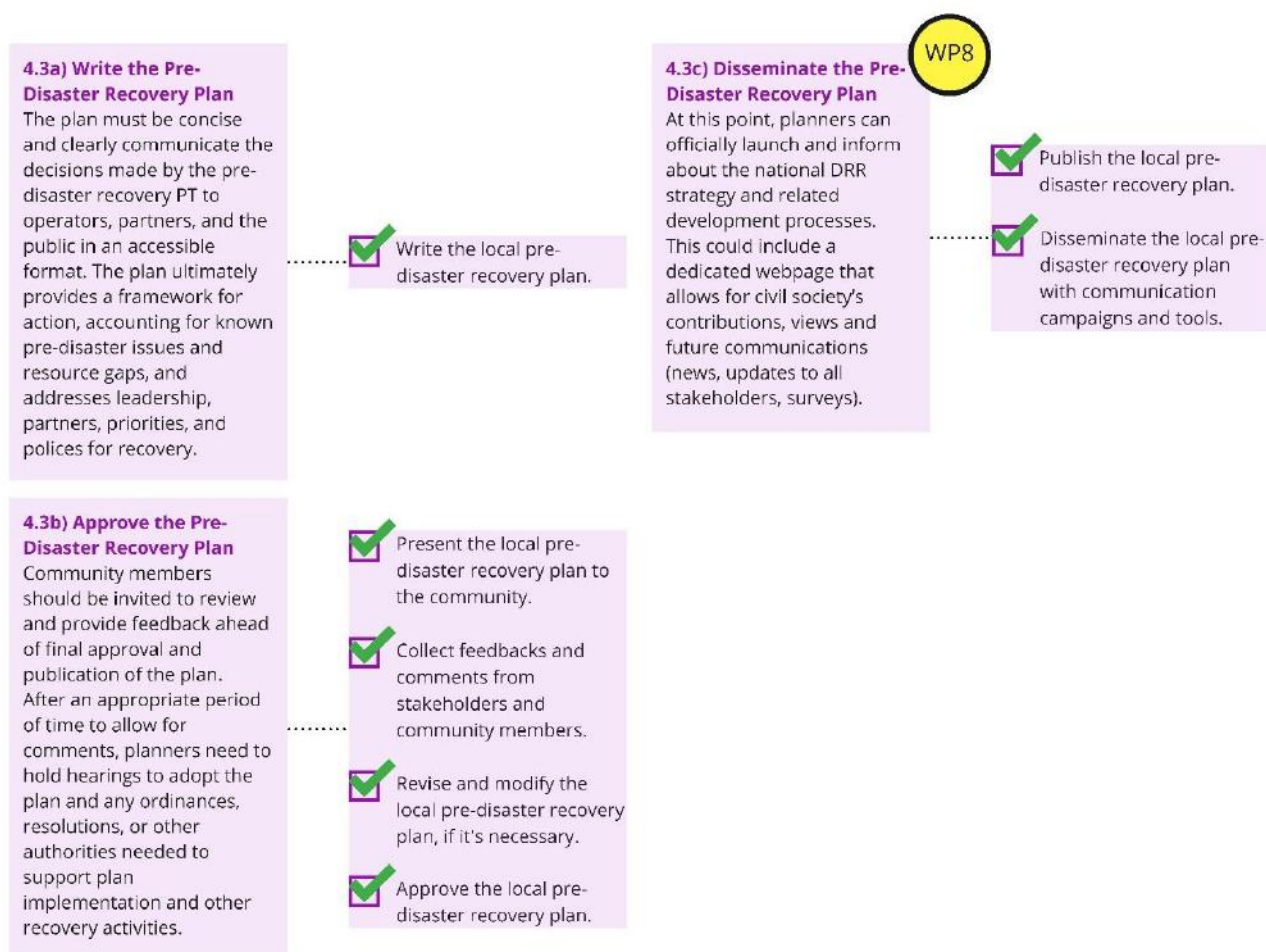 4.3a) Write the Pre-
Disaster Recovery Plan
The plan must be concise
and clearly communicate the
decisions made by the pre-
disaster recovery PT to
operators, partners, and the
public in an accessible
format. The plan ultimately
provides a framework for
action, accounting for known
pre-disaster issues and
resource gaps, and
addresses leadership,
partners, priorities, and
polices for recovery.
Write the local pre-
disaster recovery plan.
4.3b) Approve the Pre-
Disaster Recovery Plan
Community members
should be invited to review
and provide feedback ahead
of final approval and
publication of the plan.
After an appropriate period
of time to allow for
comments, planners need to
hold hearings to adopt the
plan and any ordinances,
resolutions, or other
authorities needed to
support plan
implementation and other
recovery activities.
Present the local pre-
disaster recovery plan to
the community.
Collect feedbacks and
comments from
stakeholders and
community members.
Revise and modify the
local pre-disaster recovery
plan, if it's necessary.
Approve the local pre-
disaster recovery plan.
WP8
4.3c) Disseminate the Pre-
Disaster Recovery Plan
At this point, planners can
officially launch and inform
about the national DRR
strategy and related
development processes.
This could include a
dedicated webpage that
allows for civil society's
contributions, views and
future communications
(news, updates to all
stakeholders, surveys).
Publish the local pre-
disaster recovery plan.
Disseminate the local pre-
disaster recovery plan
with communication
campaigns and tools.